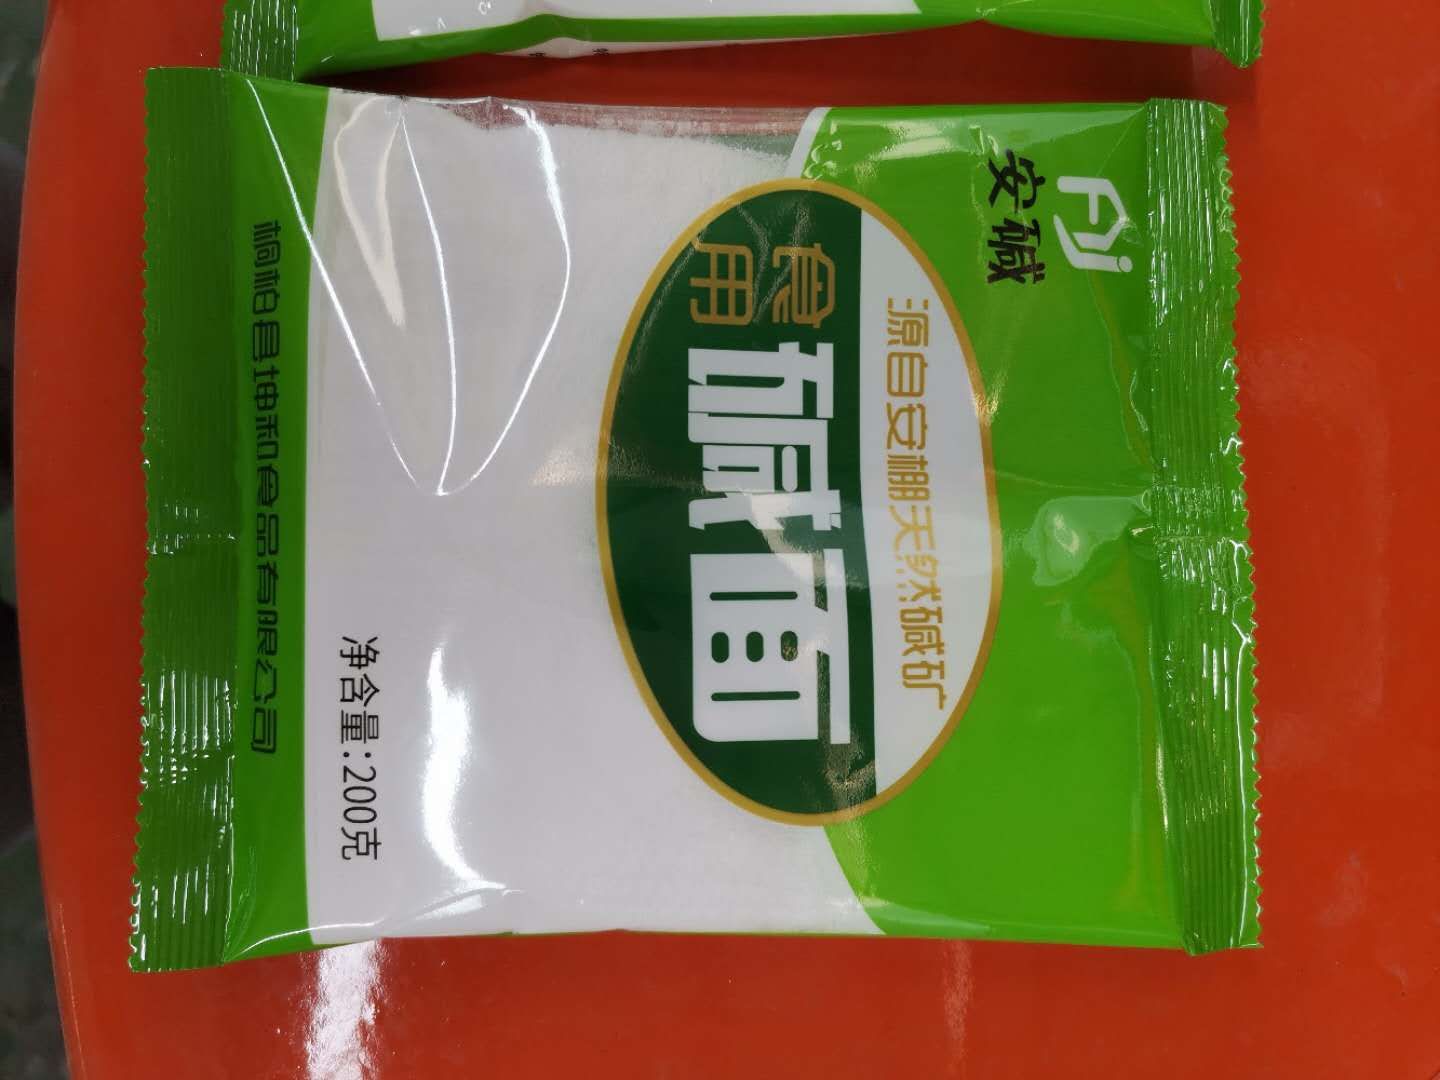 FJ
安碱
源自安棚天然碱矿
食用
碱面
净含量:200克
桐柏县坤和食品有限公司